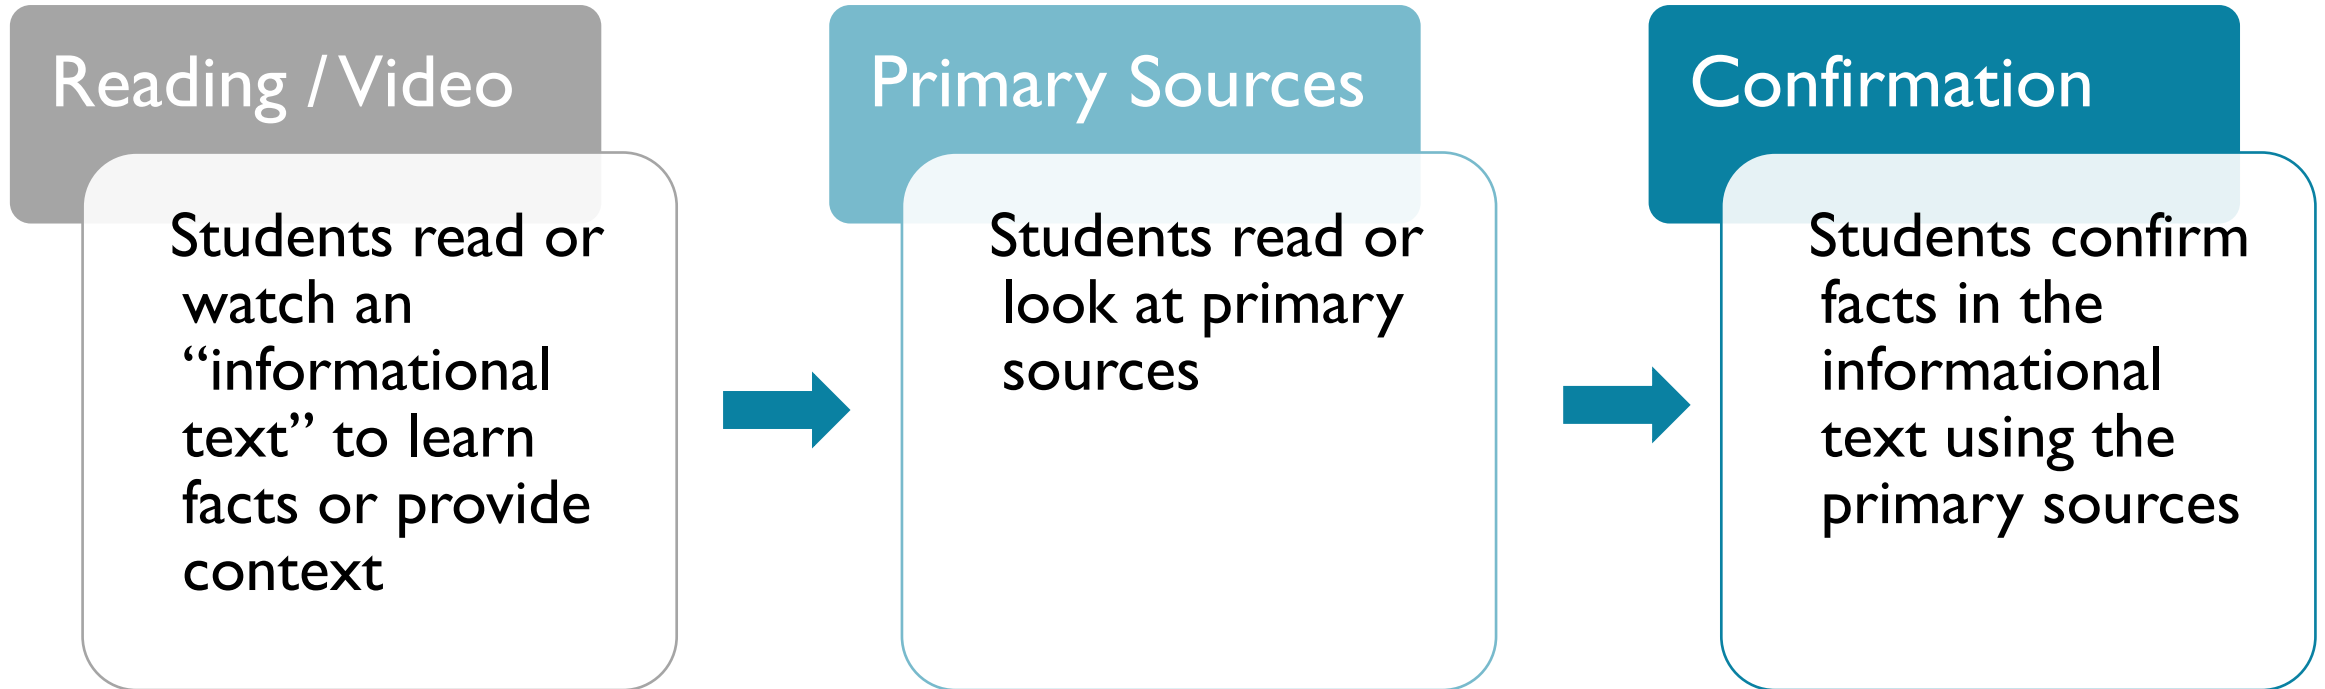 Reading / Video
Students read or
watch an
“informational
text” to learn
facts or provide
context
Primary Sources
Students read or
look at primary
sources
Confirmation
Students confirm
facts in the
informational
text using the
primary sources